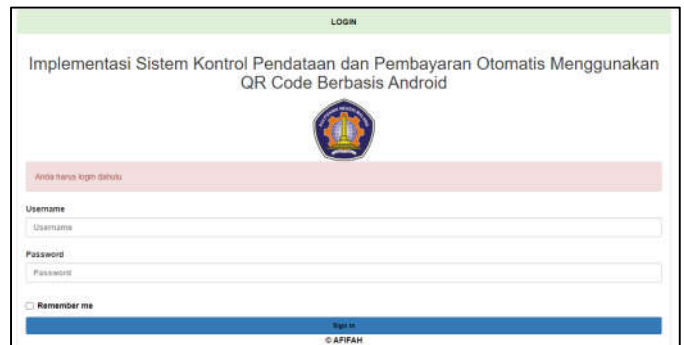 LOGIN
Implementasi Sistem Kontrol Pendataan dan Pembayaran Otomatis Menggunakan
QR Code Berbasis Android
Anda harus login dahulu
Username
Username
Password
Password
Remember me
Sign in
© AFIFAH